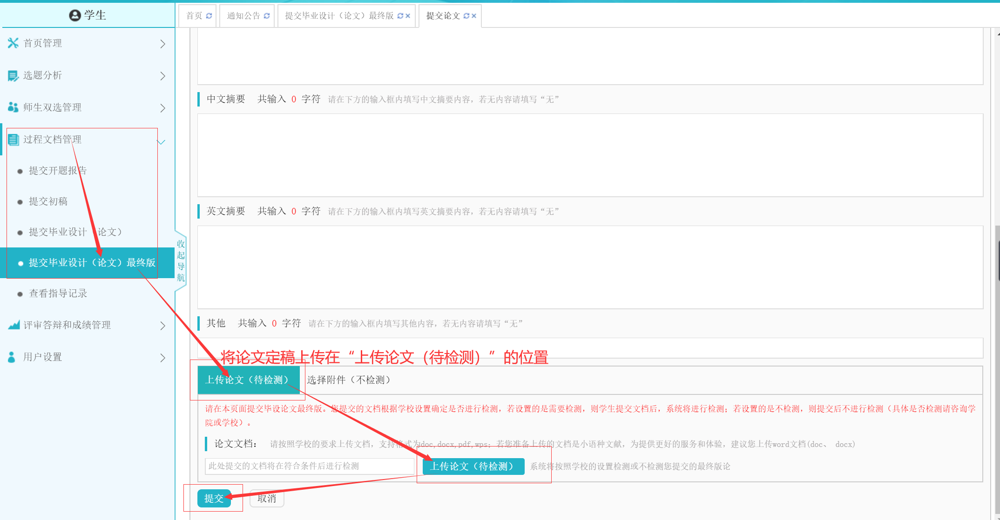 学生
首页
通知公告
提交毕业设计（论文）最终版
提交论文
首页管理
选题分析
师生双选管理
过程文档管理
提交开题报告
提交初稿
提交毕业设计（论文）
提交毕业设计（论文）最终版
查看指导记录
评审答辩和成绩管理
用户设置
收起导航
中文摘要 共输入 0 字符 请在下方的输入框内填写中文摘要内容，若无内容请填写“无”
英文摘要 共输入 0 字符 请在下方的输入框内填写英文摘要内容，若无内容请填写“无”
其他 共输入 0 字符 请在下方的输入框内填写其他内容，若无内容请填写“无”
将论文定稿上传在“上传论文（待检测）”的位置
上传论文（待检测） 选择附件（不检测）
请在本页面提交毕设论文最终版。您提交的文档根据学校设置确定是否进行检测，若设置的是需要检测，则学生提交文档后，系统将进行检测；若设置的是不检测，则提交后不进行检测（具体是否检测请咨询学
院或学校）。
论文文档： 请按照学校的要求上传文档，支持格式为doc,docx,pdf,wps；若您准备上传的文档是小语种文献，为提供更好的服务和体验，建议您上传word文档(doc、 docx)
此处提交的文档将在符合条件后进行检测 上传论文（待检测） 系统将按照学校的设置检测或不检测您提交的最终版论
提交 取消